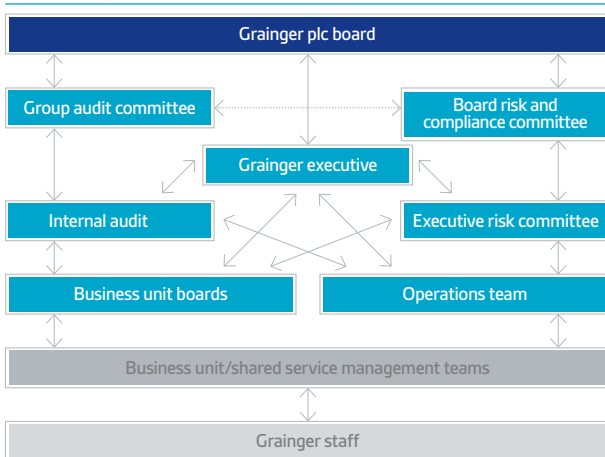 Grainger plc board
Group audit committee
Board risk and
compliance committee
Grainger executive
Internal audit
Executive risk committee
Business unit boards
Operations team
Business unit/shared service management teams
Grainger staff